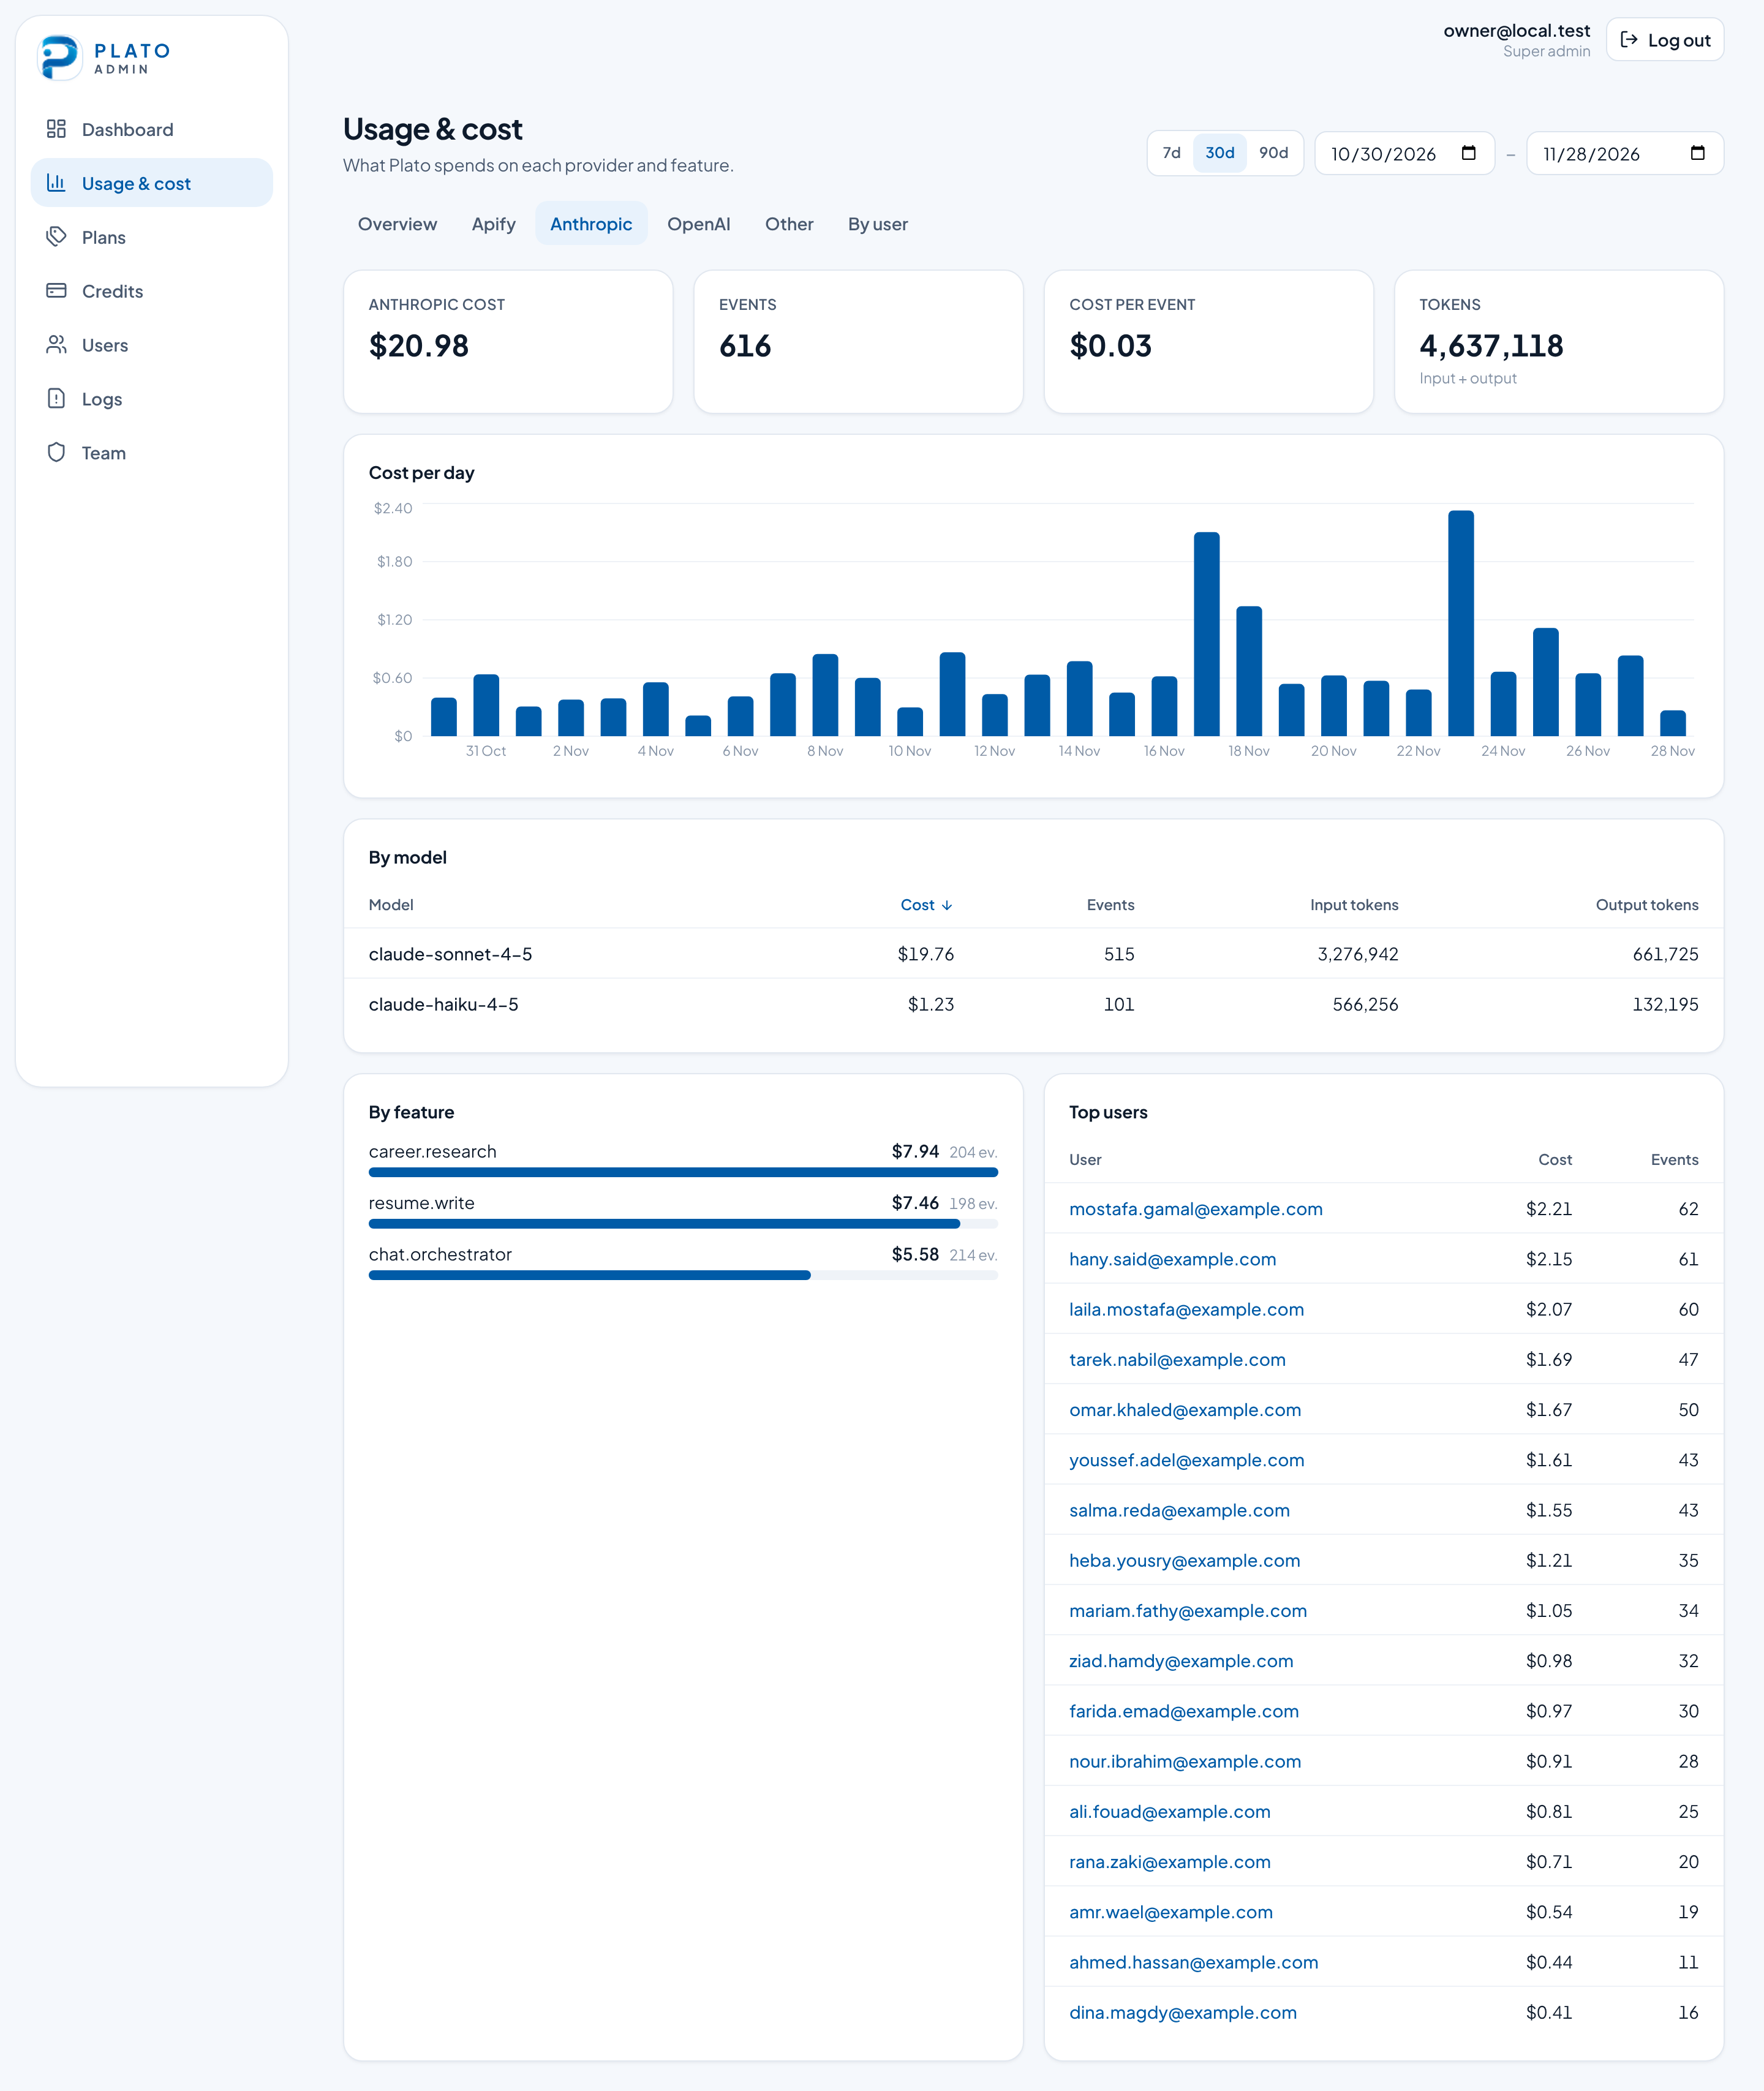 PLATO
ADMIN
Dashboard
Usage & cost
Plans
Credits
Users
Logs
Team
owner@local.test
Super admin
Log out
Usage & cost
What Plato spends on each provider and feature.
7d 30d 90d 10/30/2026 – 11/28/2026
Overview Apify Anthropic OpenAI Other By user
ANTHROPIC COST
$20.98
EVENTS
616
COST PER EVENT
$0.03
TOKENS
4,637,118
Input + output
Cost per day
$2.40
$1.80
$1.20
$0.60
$0
31 Oct 2 Nov 4 Nov 6 Nov 8 Nov 10 Nov 12 Nov 14 Nov 16 Nov 18 Nov 20 Nov 22 Nov 24 Nov 26 Nov 28 Nov
By model
Model Cost ↓ Events Input tokens Output tokens
claude-sonnet-4-5 $19.76 515 3,276,942 661,725
claude-haiku-4-5 $1.23 101 566,256 132,195
By feature
career.research $7.94 204 ev.
resume.write $7.46 198 ev.
chat.orchestrator $5.58 214 ev.
Top users
User Cost Events
mostafa.gamal@example.com $2.21 62
hany.said@example.com $2.15 61
laila.mostafa@example.com $2.07 60
tarek.nabil@example.com $1.69 47
omar.khaled@example.com $1.67 50
youssef.adel@example.com $1.61 43
salma.reda@example.com $1.55 43
heba.yousry@example.com $1.21 35
mariam.fathy@example.com $1.05 34
ziad.hamdy@example.com $0.98 32
farida.emad@example.com $0.97 30
nour.ibrahim@example.com $0.91 28
ali.fouad@example.com $0.81 25
rana.zaki@example.com $0.71 20
amr.wael@example.com $0.54 19
ahmed.hassan@example.com $0.44 11
dina.magdy@example.com $0.41 16